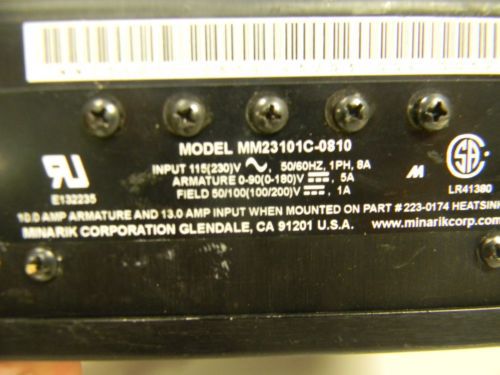 MODEL MM23101C-0810
INPUT 115(230)V ∼, 50/60HZ, 1PH, 8A
ARMATURE 0-90(0-180)V ⎓, 5A
FIELD 50/100(100/200)V ⎓, 1A
E132235
M
SA
LR41380
10.0 AMP ARMATURE AND 13.0 AMP INPUT WHEN MOUNTED ON PART # 223-0174 HEATSINK
MINARIK CORPORATION GLENDALE, CA 91201 U.S.A. www.minarikcorp.com